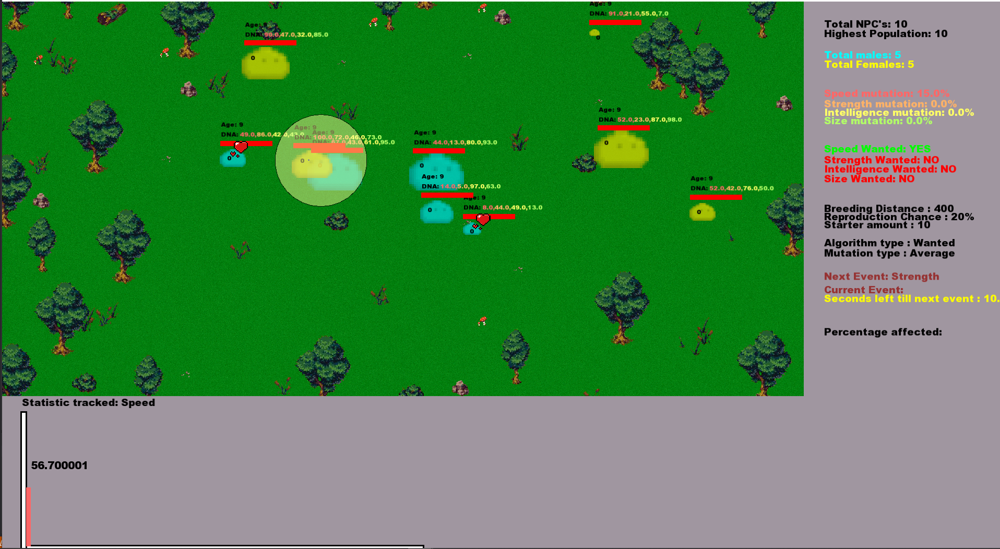 Age: 9
DNA: 91.0,21.0,55.0,7.0
0
Age: 9
DNA: 90.0,47.0,32.0,85.0
0
Age: 9
DNA: 52.0,23.0,87.0,98.0
0
Age: 9
DNA: 49.0,86.0,42.0,43.0
0
Age: 9
DNA: 100.0,72.0,46.0,73.0
0
Age: 9
DNA: 67.0,43.0,61.0,95.0
0
Age: 9
DNA: 44.0,13.0,80.0,93.0
0
Age: 9
DNA: 14.0,5.0,97.0,63.0
0
Age: 9
DNA: 8.0,44.0,49.0,13.0
0
Age: 9
DNA: 52.0,42.0,76.0,50.0
0
Total NPC's: 10
Highest Population: 10
Total males: 5
Total Females: 5
Speed mutation: 15.0%
Strength mutation: 0.0%
Intelligence mutation: 0.0%
Size mutation: 0.0%
Speed Wanted: YES
Strength Wanted: NO
Intelligence Wanted: NO
Size Wanted: NO
Breeding Distance : 400
Reproduction Chance : 20%
Starter amount : 10
Algorithm type : Wanted
Mutation type : Average
Next Event: Strength
Current Event:
Seconds left till next event : 10.
Percentage affected:
Statistic tracked: Speed
56.700001